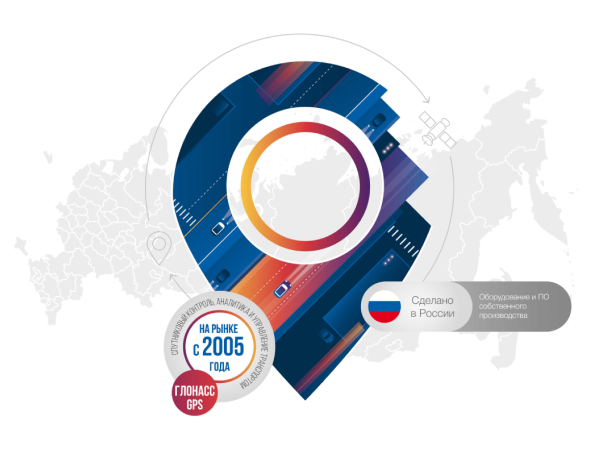 Сделано
в России
Оборудование и ПО
собственного
производства
СПУТНИКОВЫЙ КОНТРОЛЬ, АНАЛИТИКА И УПРАВЛЕНИЕ ТРАНСПОРТОМ
НА РЫНКЕ
с 2005
ГОДА
ГЛОНАСС
GPS